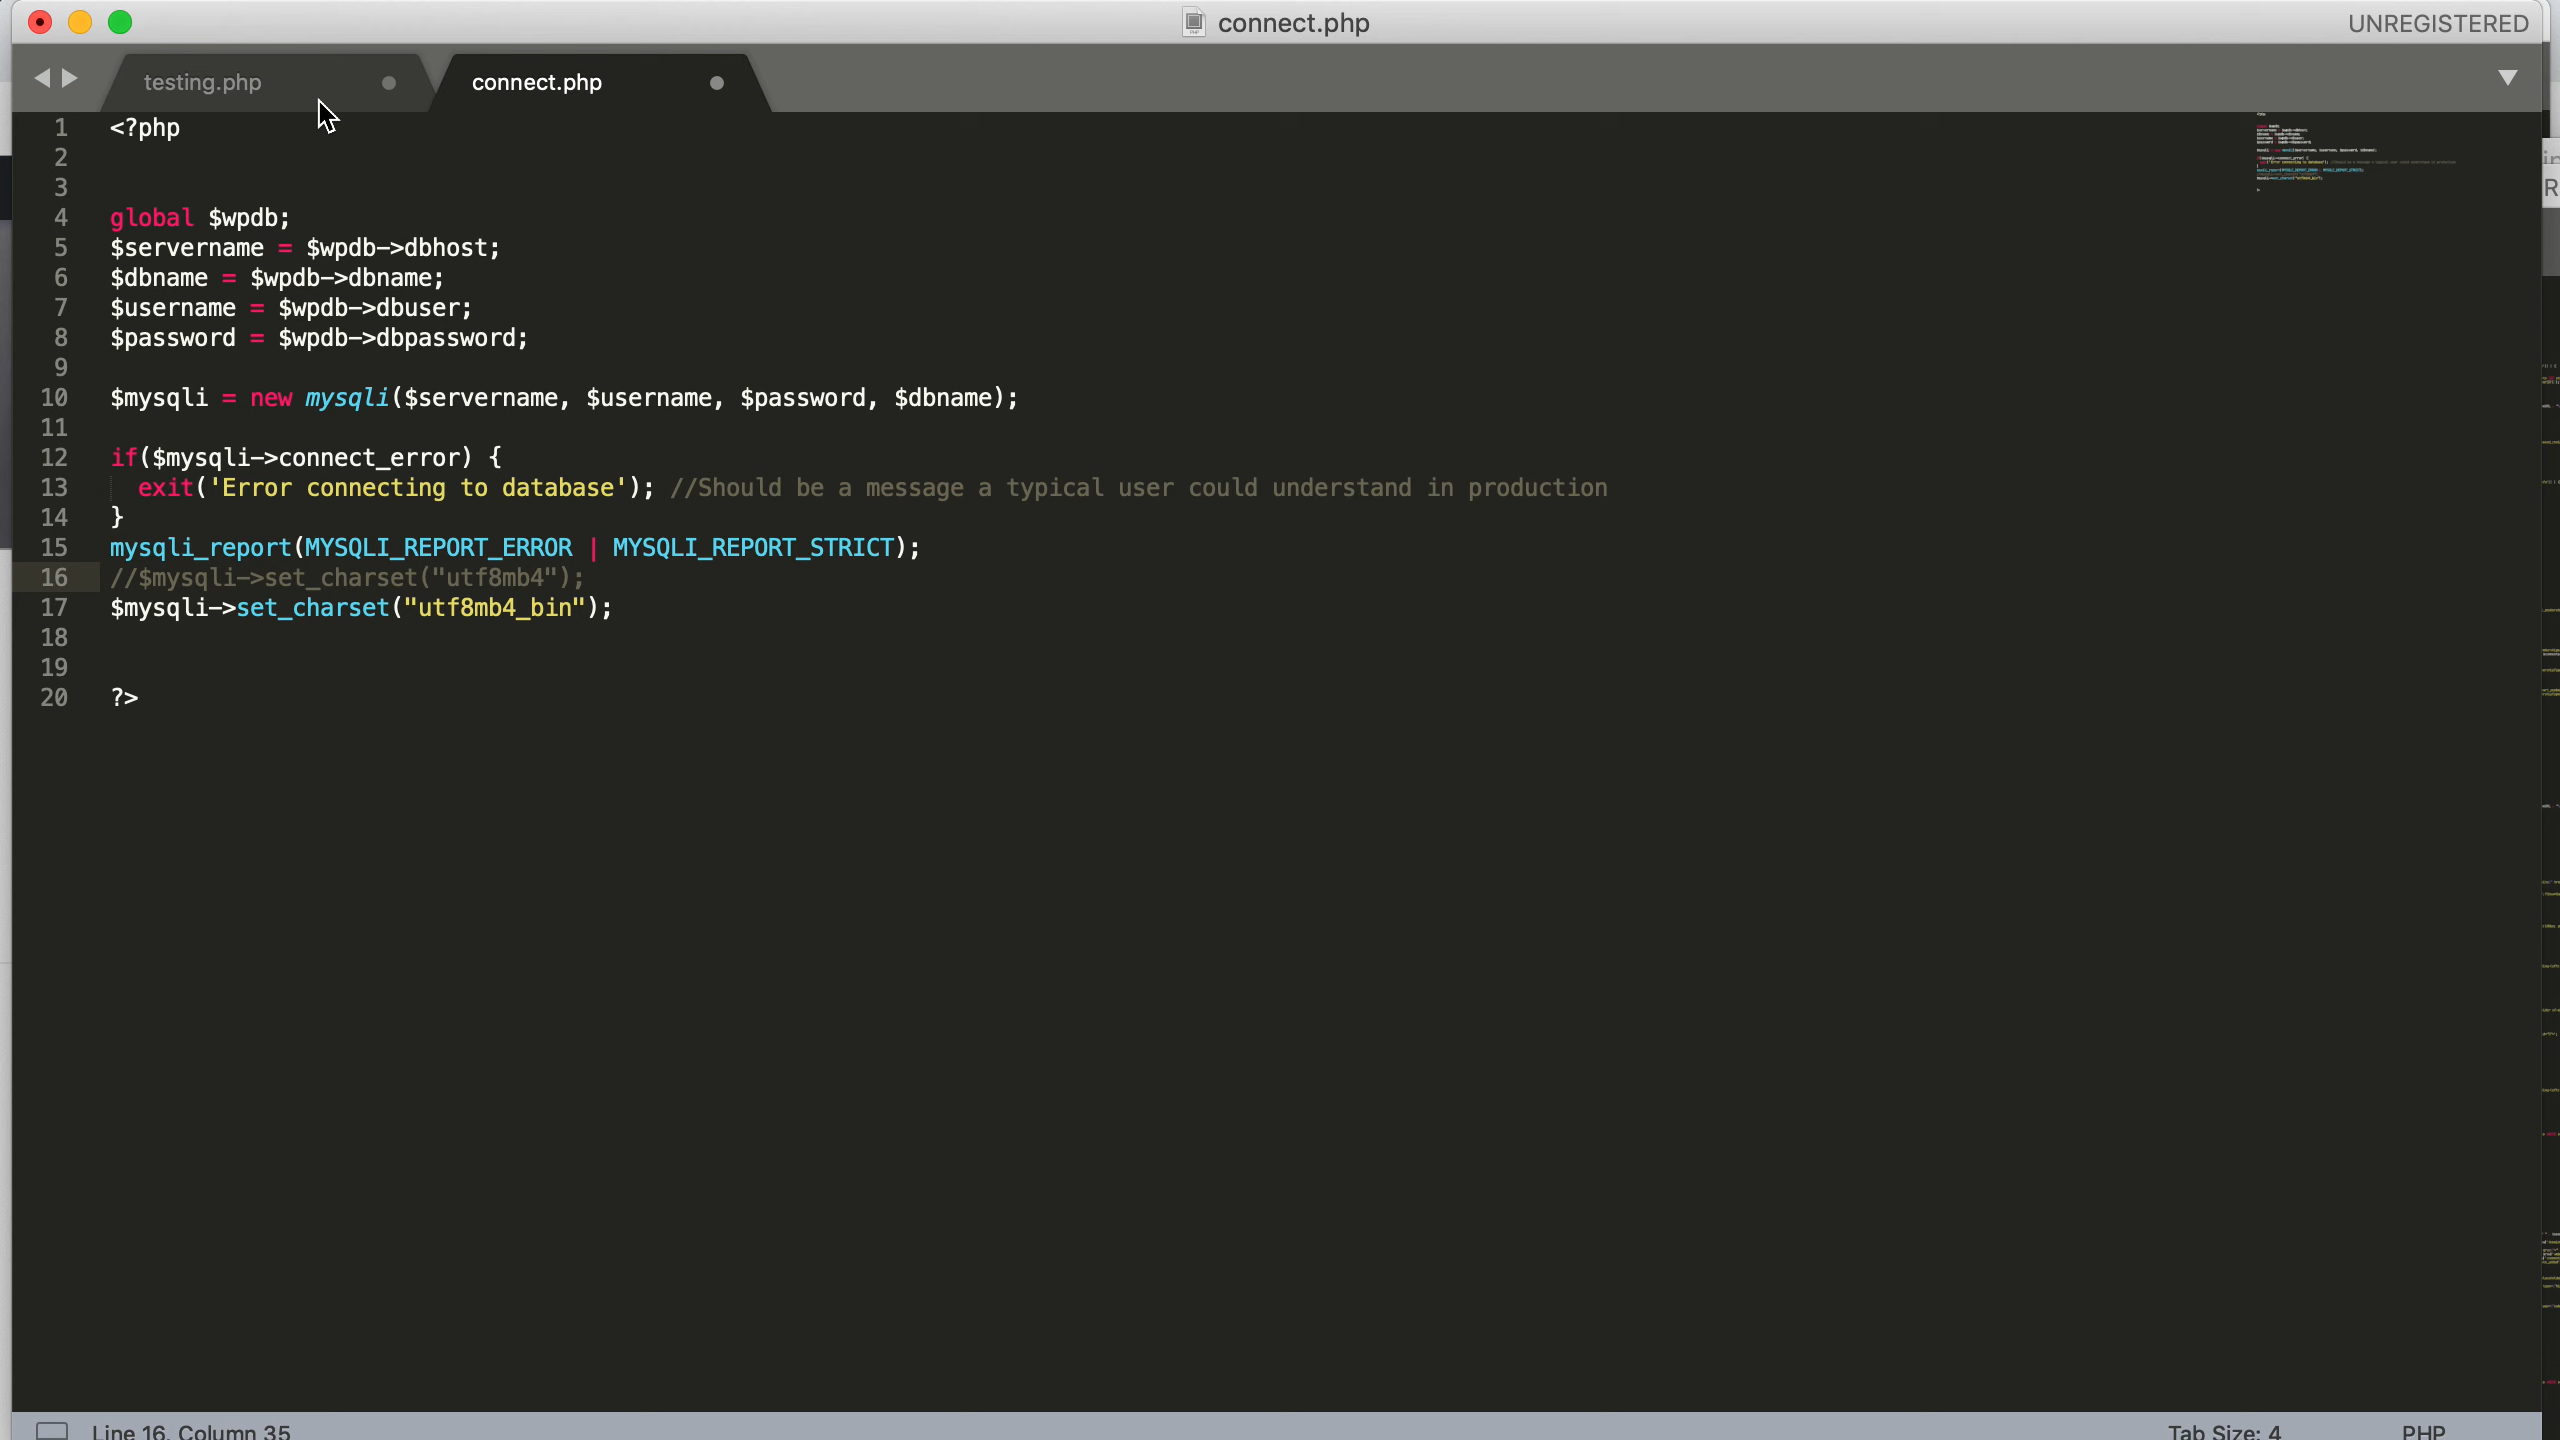 connect.php
UNREGISTERED
testing.php
connect.php
1 <?php
2
3
4 global $wpdb;
5 $servername = $wpdb->dbhost;
6 $dbname = $wpdb->dbname;
7 $username = $wpdb->dbuser;
8 $password = $wpdb->dbpassword;
9
10 $mysqli = new mysqli($servername, $username, $password, $dbname);
11
12 if($mysqli->connect_error) {
13 exit('Error connecting to database'); //Should be a message a typical user could understand in production
14 }
15 mysqli_report(MYSQLI_REPORT_ERROR | MYSQLI_REPORT_STRICT);
16 //$mysqli->set_charset("utf8mb4");
17 $mysqli->set_charset("utf8mb4_bin");
18
19
20 ?>
Line 16, Column 35
Tab Size: 4
PHP